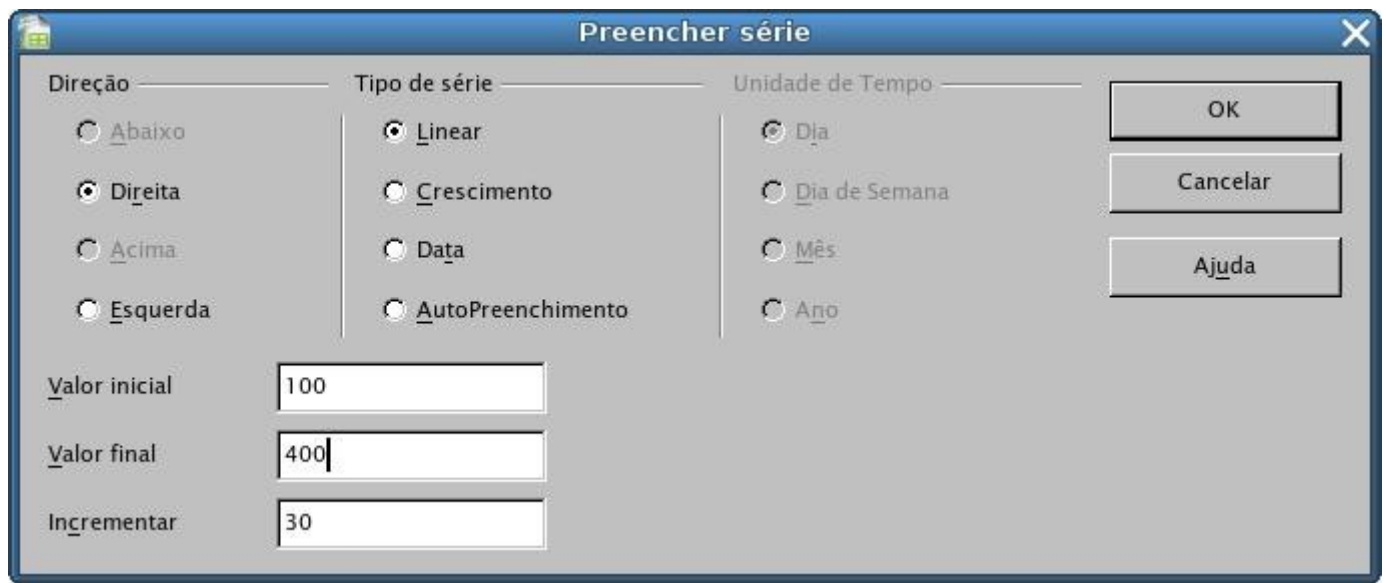 Preencher série
Direção Tipo de série Unidade de Tempo
Abaixo Linear Dia OK
Direita Crescimento Dia de Semana Cancelar
Acima Data Mês Ajuda
Esquerda AutoPreenchimento Ano
Valor inicial 100
Valor final 400
Incrementar 30